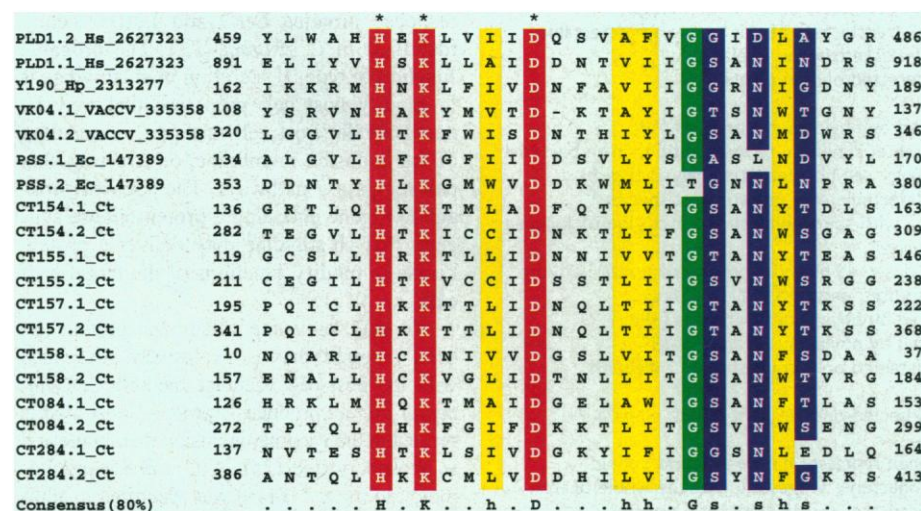 * * *
PLD1.2_Hs_2627323 459 Y L W A H H E K L V I I D Q S V A F V G G I D L A Y G R 486
PLD1.1_Hs_2627323 891 E L I Y V H S K L L A I D D N T V I I G S A N I N D R S 918
Y190_Hp_2313277 162 I K K R M H N K L F I V D N F A V I I G G R N I G D N Y 189
VK04.1_VACCV_335358 108 Y S R V N H A K Y M V T D - K T A Y I G T S N W T G N Y 137
VK04.2_VACCV_335358 320 L G G V L H T K F W I S D N T H I Y L G S A N M D W R S 346
PSS.1_Ec_147389 134 A L G V L H F K G F I I D D S V L Y S G A S L N D V Y L 170
PSS.2_Ec_147389 353 P D N T Y H L K G M W V D D K W M L I T G N N L N P R A 380
CT154.1_Ct 136 G R T I Q H K K T M L A D F Q T V V T G S A N Y T D L S 163
CT154.2_Ct 282 T E G V L H T K I C C I D N K T L I F G S A N W S G A G 309
CT155.1_Ct 119 G C S L L H R K T L L I D N N I V V T G T A N Y T E A S 146
CT155.2_Ct 211 C E G I L H T K V C C I D S S T L I I G S V N W S R G G 238
CT157.1_Ct 195 P Q I C L H K K T T L I D N Q L T I I G T A N Y T K S S 222
CT157.2_Ct 341 P Q I C L H K K T T L I D N Q L T I I G T A N Y T K S S 368
CT158.1_Ct 10 N Q A R L H C K N I V V D G S L V I T G S A N F S D A A 37
CT158.2_Ct 157 E N A L L H C K V G L I D T N L L I T G S A N W T V R G 184
CT084.1_Ct 126 H R K L M H Q K T M A I D G E L A W I G S A N F T L A S 153
CT084.2_Ct 272 T P Y Q L H H K F G I F D K K T L I T G S V N W S E N G 299
CT284.1_Ct 137 N V T E S H T K L S I V D G K Y I F I G G S N L E D L Q 164
CT284.2_Ct 386 A N T Q L H K K C M L V D D H I L V I G S Y N F G K K S 413
Consensus(80%) . . . . . H . K . . h . D . . . h h . G s . s h s . . .